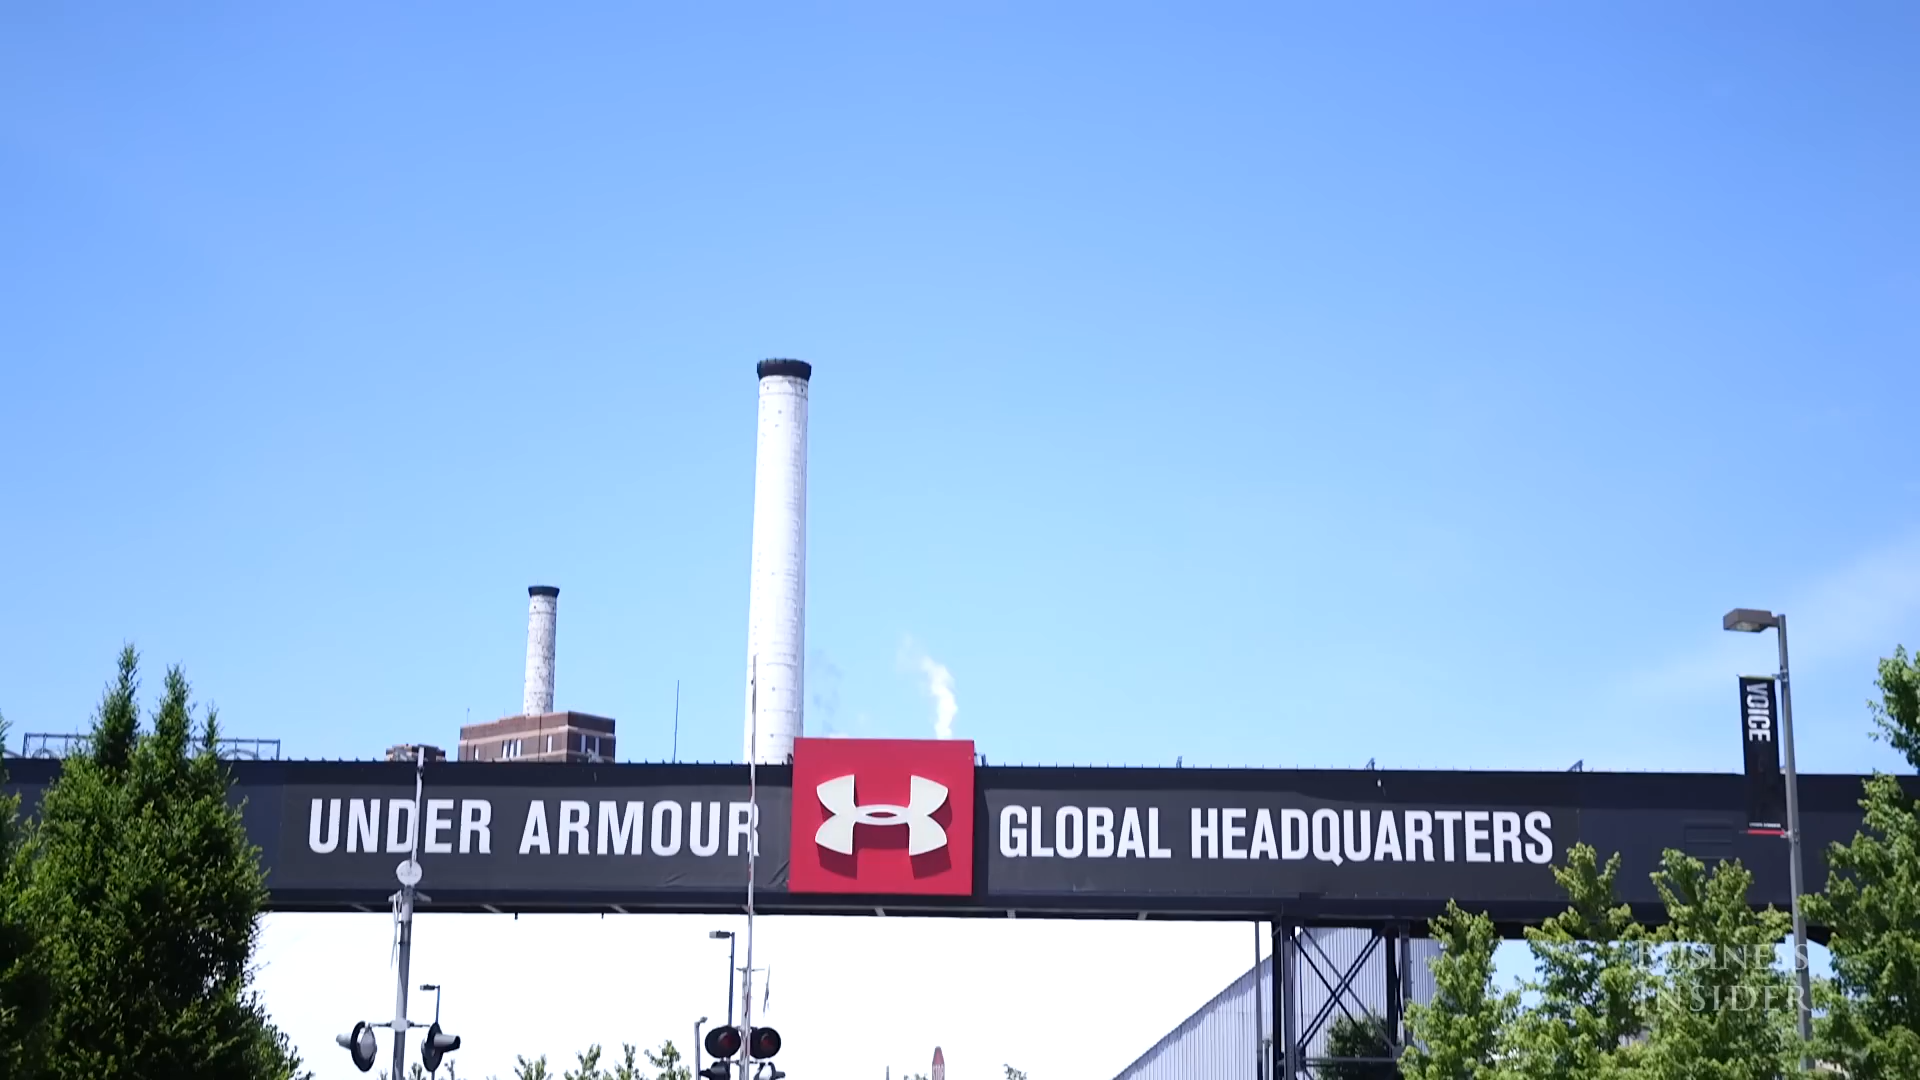 UNDER ARMOUR
GLOBAL HEADQUARTERS
VOICE
BUSINESS
INSIDER